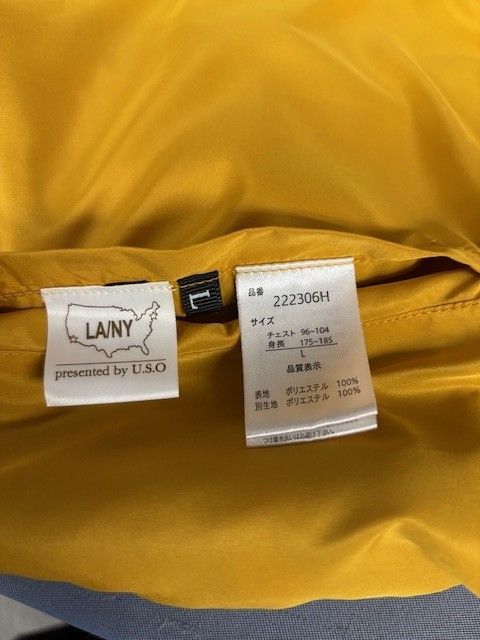 LA/NY
presented by U.S.O
L
品番 222306H
サイズ
チェスト 96~104
身長 175~185
L
品質表示
表地 ポリエステル 100%
別生地 ポリエステル 100%